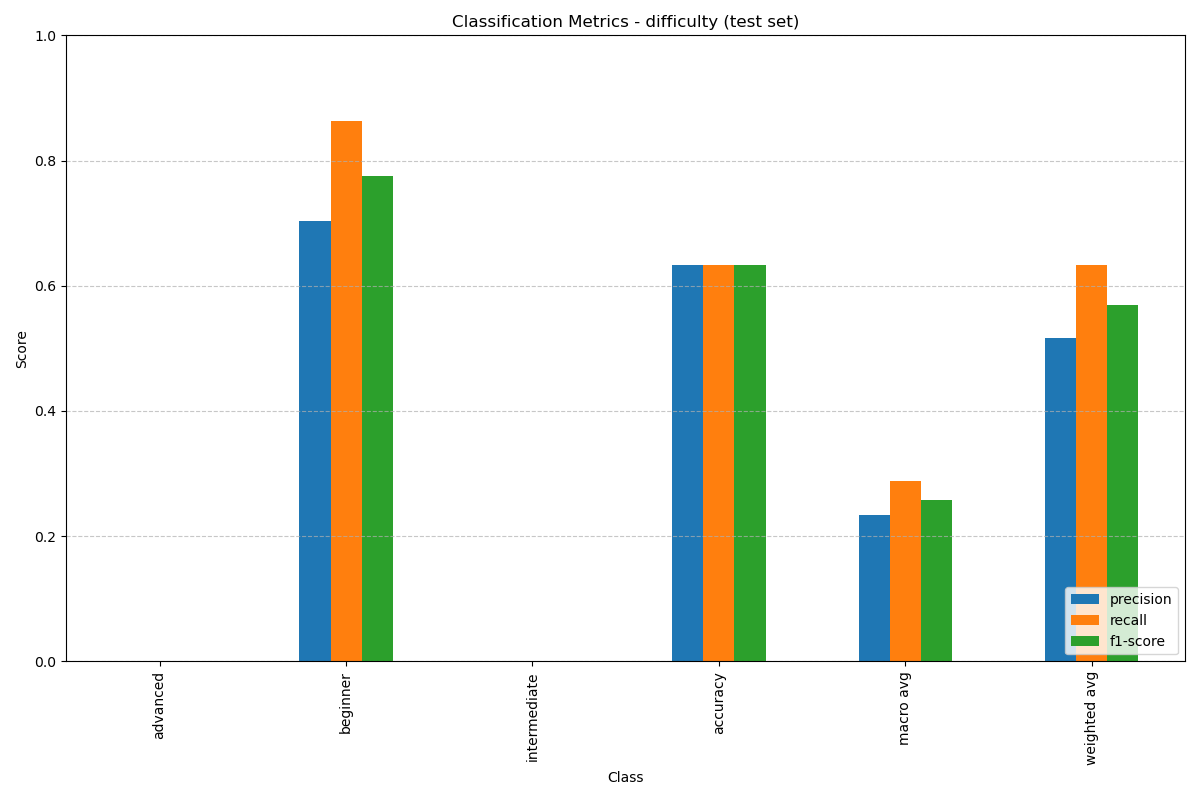 Classification Metrics - difficulty (test set)
1.0
0.8
0.6
0.4
0.2
0.0
Score
advanced
beginner
intermediate
accuracy
macro avg
weighted avg
Class
precision
recall
f1-score